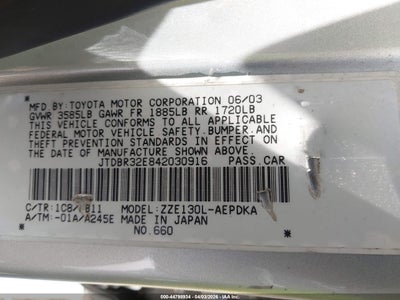 MFD. BY:TOYOTA MOTOR CORPORATION 06/03
GVWR 3585LB GAWR FR 1885LB RR 1720LB
THIS VEHICLE CONFORMS TO ALL APPLICABLE
FEDERAL MOTOR VEHICLE SAFETY,BUMPER,AND
THEFT PREVENTION STANDARDS IN EFFECT ON
THE DATE OF MANUFACTURE SHOWN ABOVE.
JTDBR32E842030916 PASS.CAR
C/TR:1C8/ B11 MODEL:ZZE130L-AEPDKA
A/TM:-01A/A245E MADE IN JAPAN
NO.660
000-44798934 - 04/03/2026 -